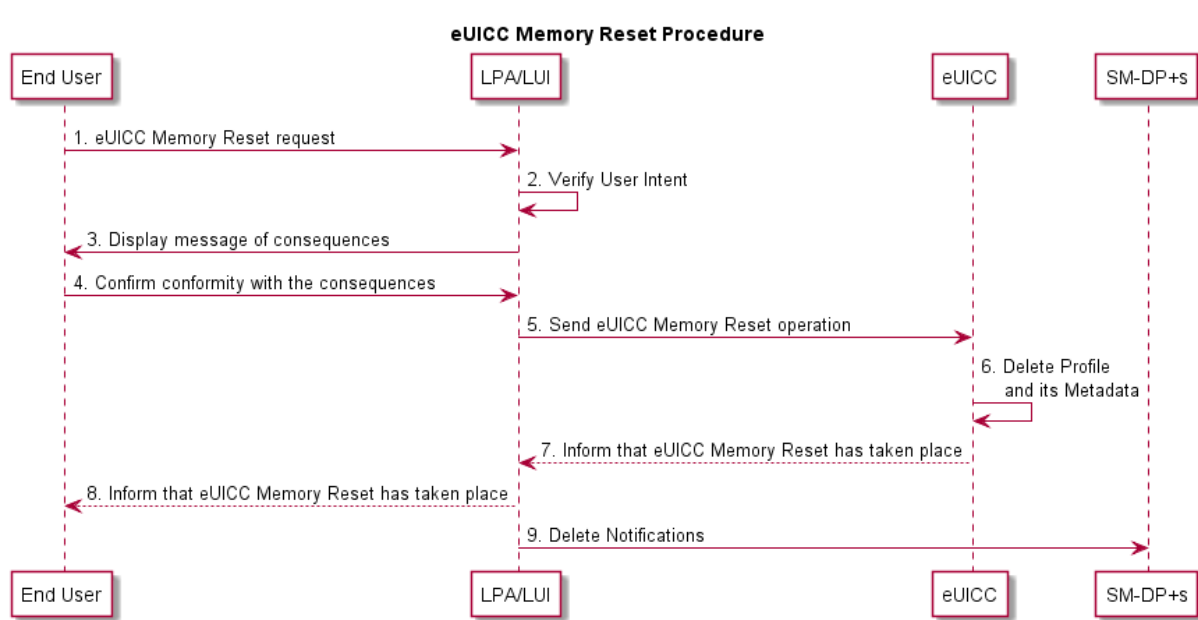 eUICC Memory Reset Procedure
End User
LPA/LUI
eUICC
SM-DP+s
1. eUICC Memory Reset request
2. Verify User Intent
3. Display message of consequences
4. Confirm conformity with the consequences
5. Send eUICC Memory Reset operation
6. Delete Profile
and its Metadata
7. Inform that eUICC Memory Reset has taken place
8. Inform that eUICC Memory Reset has taken place
9. Delete Notifications
End User
LPA/LUI
eUICC
SM-DP+s